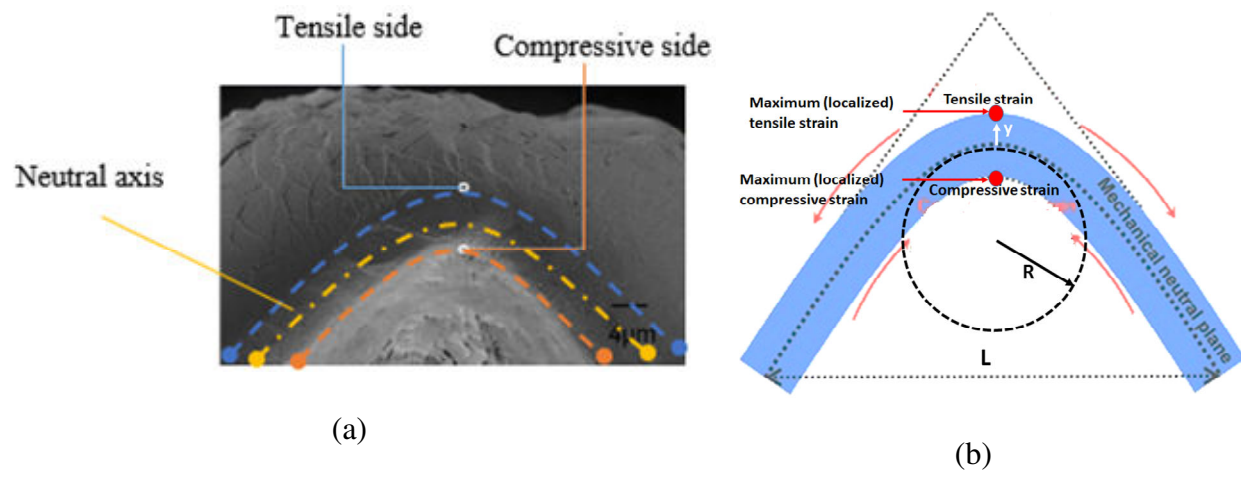 Tensile side
Compressive side
Neutral axis
4μm
(a)
Maximum (localized)
tensile strain
Tensile strain
y
Maximum (localized)
compressive strain
Compressive strain
Mechanical neutral plane
R
L
(b)